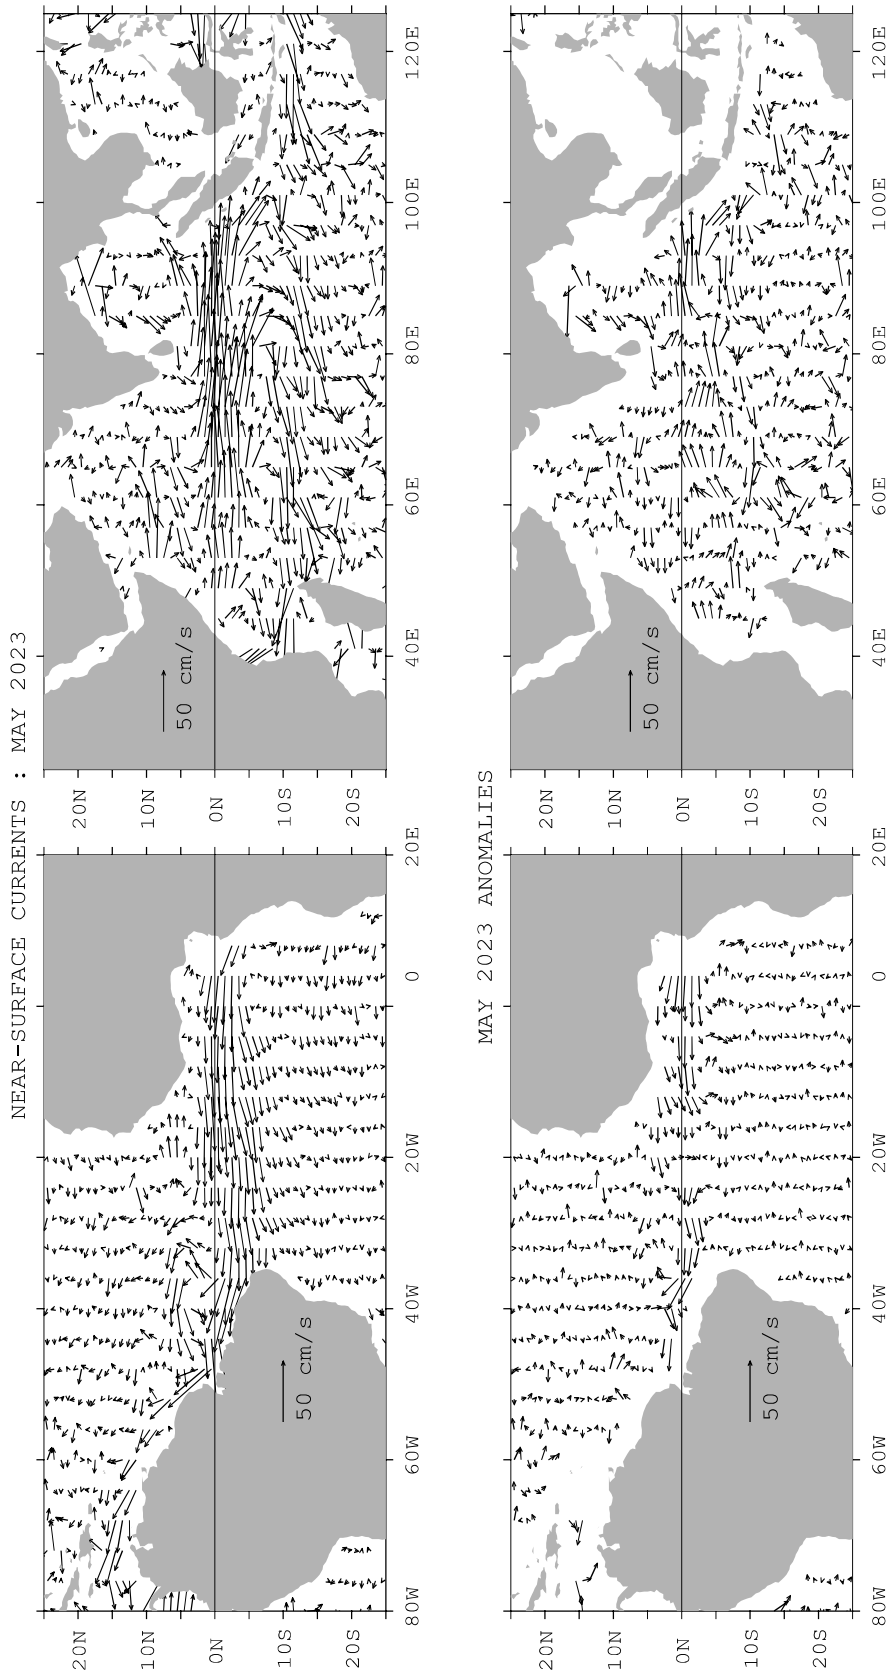 NEAR-SURFACE CURRENTS : MAY 2023
20N 20N
10N 10N
50 cm/s
0N 0N
10S 10S
50 cm/s
20S 20S
80W 60W 40W 20W 0 20E 40E 60E 80E 100E 120E
MAY 2023 ANOMALIES
20N 20N
10N 10N
50 cm/s
0N 0N
10S 10S
50 cm/s
20S 20S
80W 60W 40W 20W 0 20E 40E 60E 80E 100E 120E